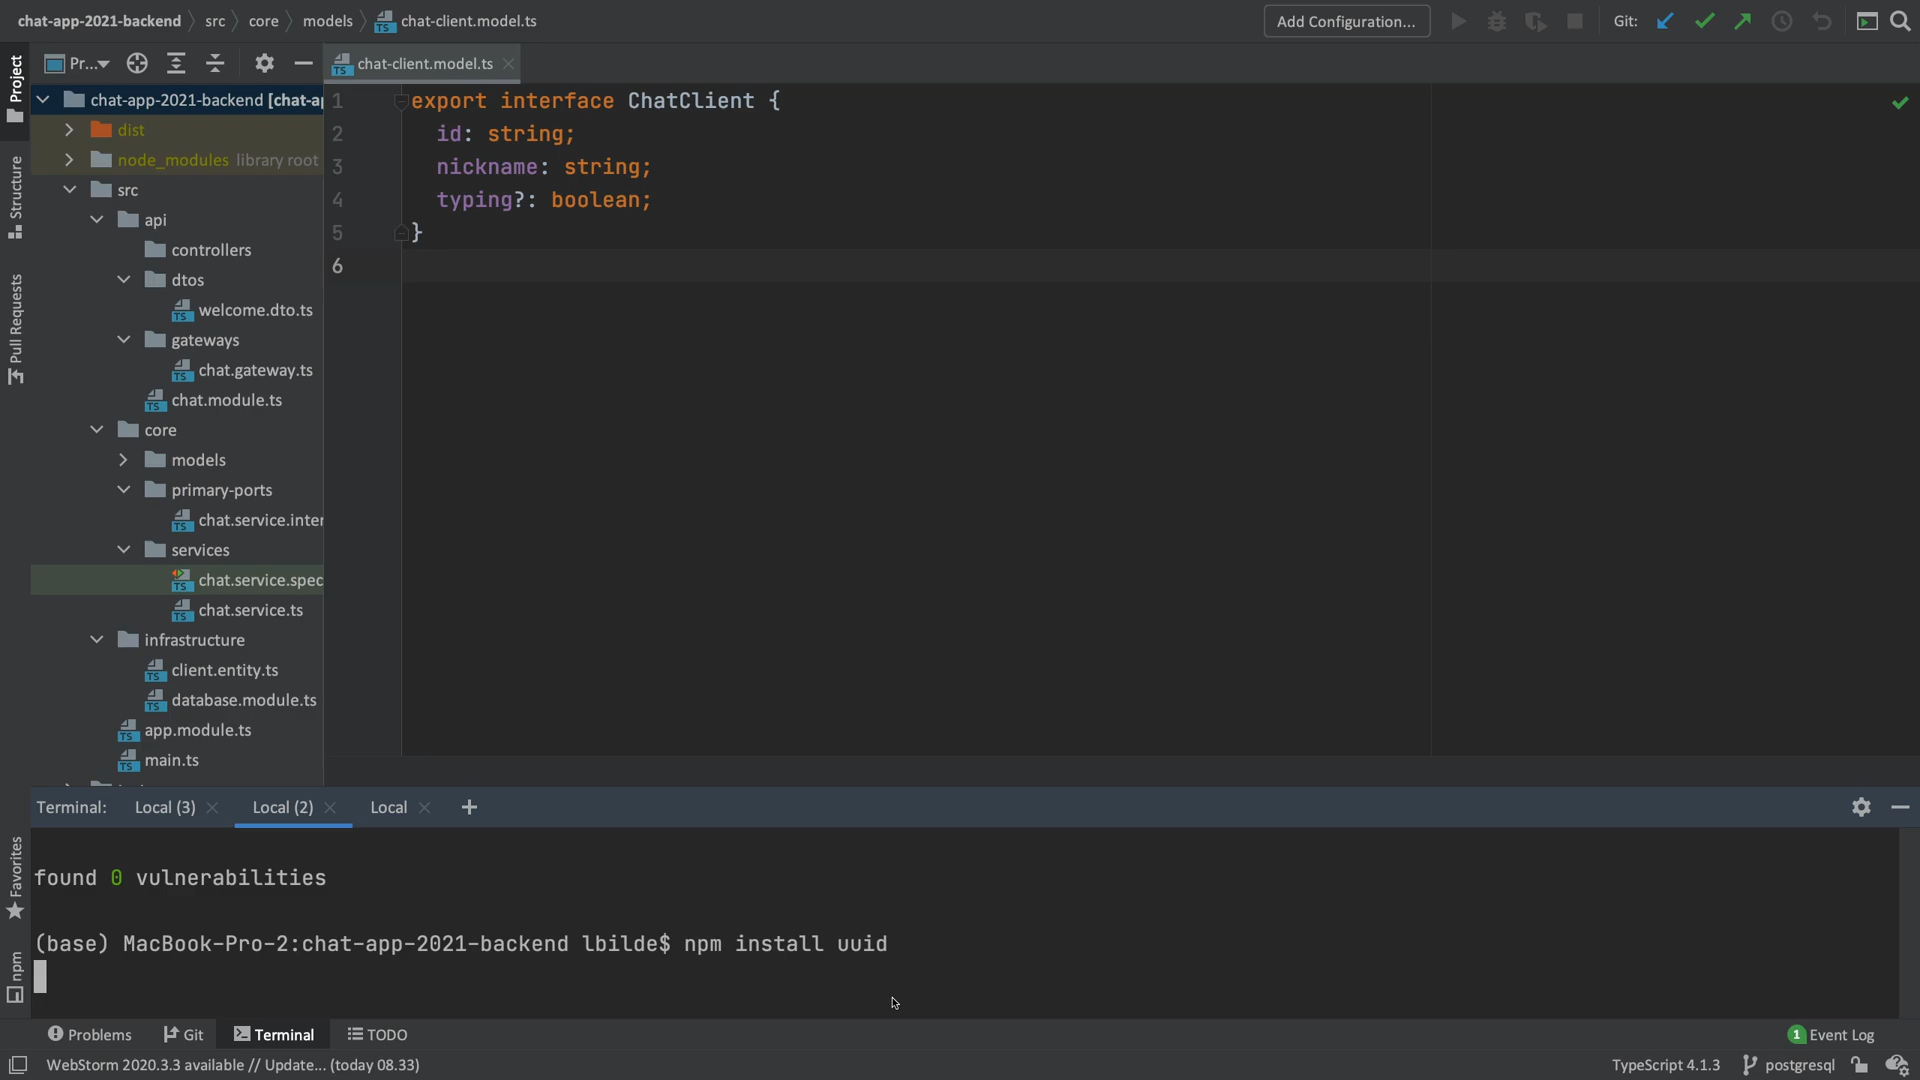 chat-app-2021-backend src core models chat-client.model.ts Add Configuration... Git:
Project Pr... chat-client.model.ts
chat-app-2021-backend [chat-ap
dist
node_modules library root
src
api
controllers
dtos
welcome.dto.ts
gateways
chat.gateway.ts
chat.module.ts
core
models
primary-ports
chat.service.inter
services
chat.service.spec
chat.service.ts
infrastructure
client.entity.ts
database.module.ts
app.module.ts
main.ts
Structure
Pull Requests
Favorites
npm
1 export interface ChatClient {
2 id: string;
3 nickname: string;
4 typing?: boolean;
5 }
6
Terminal: Local (3) Local (2) Local
found 0 vulnerabilities
(base) MacBook-Pro-2:chat-app-2021-backend lbilde$ npm install uuid
Problems Git Terminal TODO 1 Event Log
WebStorm 2020.3.3 available // Update... (today 08.33) TypeScript 4.1.3 postgresql